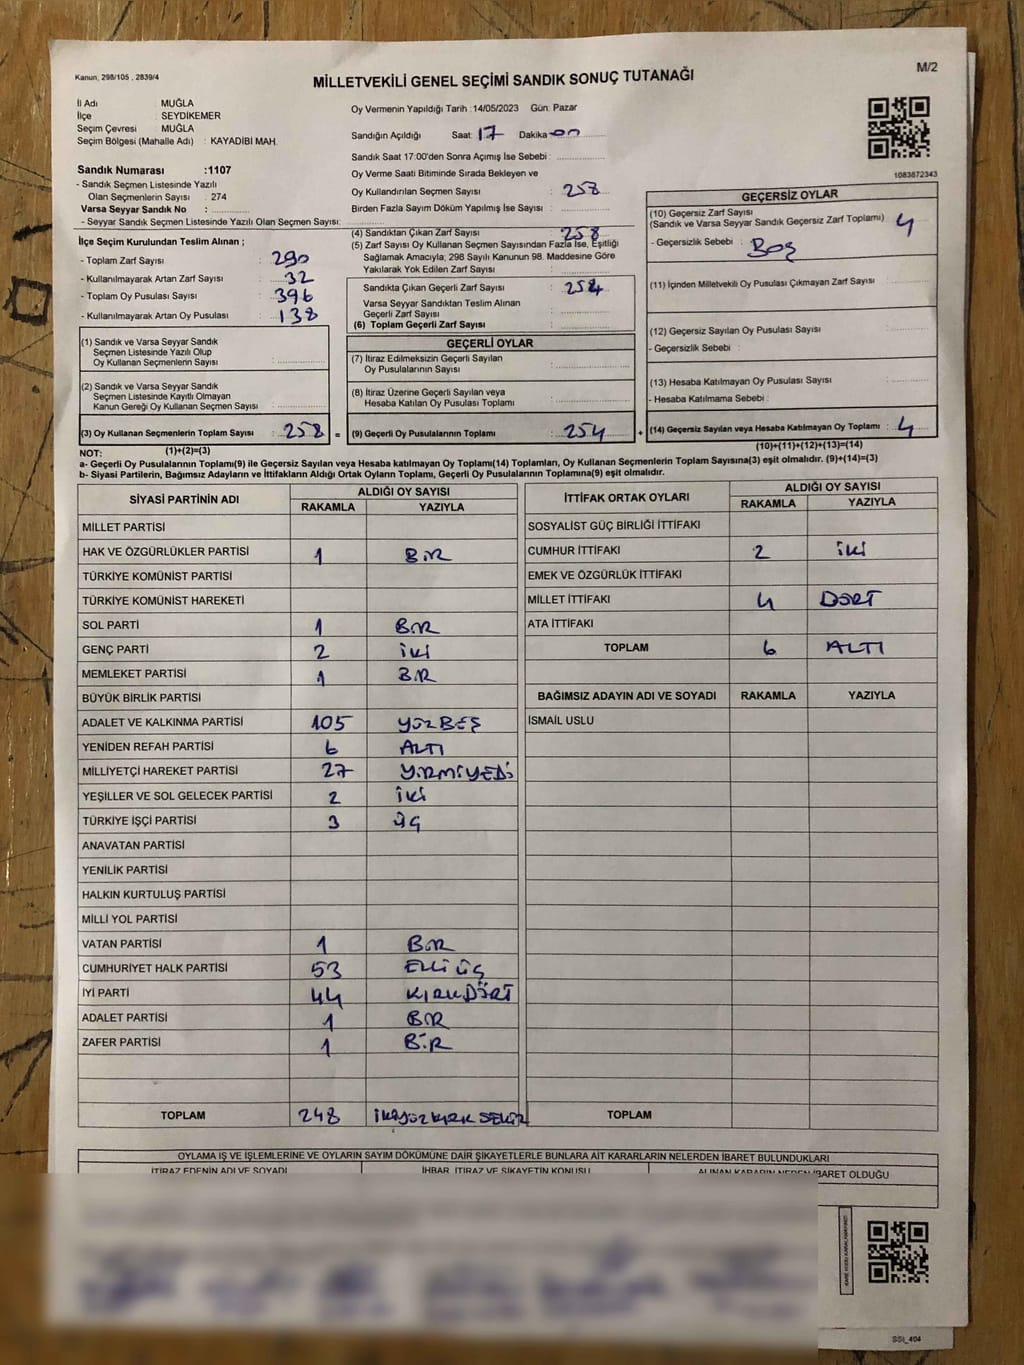 Kanun, 298/105 , 2839/4
M/2
MİLLETVEKİLİ GENEL SEÇİMİ SANDIK SONUÇ TUTANAĞI
İl Adı : MUĞLA
İlçe : SEYDİKEMER
Seçim Çevresi : MUĞLA
Seçim Bölgesi (Mahalle Adı) : KAYADİBİ MAH.
Sandık Numarası :1107
- Sandık Seçmen Listesinde Yazılı
Olan Seçmenlerin Sayısı : 274
Varsa Seyyar Sandık No :
- Seyyar Sandık Seçmen Listesinde Yazılı Olan Seçmen Sayısı:
Oy Vermenin Yapıldığı Tarih :14/05/2023 Gün: Pazar
Sandığın Açıldığı Saat: 17 Dakika 00
Sandık Saat 17:00'den Sonra Açımış İse Sebebi :
Oy Verme Saati Bitiminde Sırada Bekleyen ve
Oy Kullandırılan Seçmen Sayısı : 258
Birden Fazla Sayım Döküm Yapılmış İse Sayısı :
1083872343
İlçe Seçim Kurulundan Teslim Alınan ;
- Toplam Zarf Sayısı : 290
- Kullanılmayarak Artan Zarf Sayısı : 32
- Toplam Oy Pusulası Sayısı : 396
- Kullanılmayarak Artan Oy Pusulası : 138
(4) Sandıktan Çıkan Zarf Sayısı : 258
(5) Zarf Sayısı Oy Kullanan Seçmen Sayısından Fazla İse, Eşitliği
Sağlamak Amacıyla; 298 Sayılı Kanunun 98. Maddesine Göre
Yakılarak Yok Edilen Zarf Sayısı :
Sandıkta Çıkan Geçerli Zarf Sayısı : 254
Varsa Seyyar Sandıktan Teslim Alınan
Geçerli Zarf Sayısı :
(6) Toplam Geçerli Zarf Sayısı :
GEÇERSİZ OYLAR
(10) Geçersiz Zarf Sayısı
(Sandık ve Varsa Seyyar Sandık Geçersiz Zarf Toplamı) : 4
- Geçersizlik Sebebi : Boş
(11) İçinden Milletvekili Oy Pusulası Çıkmayan Zarf Sayısı :
(12) Geçersiz Sayılan Oy Pusulası Sayısı :
- Geçersizlik Sebebi :
(13) Hesaba Katılmayan Oy Pusulası Sayısı :
- Hesaba Katılmama Sebebi :
(1) Sandık ve Varsa Seyyar Sandık
Seçmen Listesinde Yazılı Olup
Oy Kullanan Seçmenlerin Sayısı :
(2) Sandık ve Varsa Seyyar Sandık
Seçmen Listesinde Kayıtlı Olmayan
Kanun Gereği Oy Kullanan Seçmen Sayısı :
GEÇERLİ OYLAR
(7) İtiraz Edilmeksizin Geçerli Sayılan
Oy Pusulalarının Sayısı :
(8) İtiraz Üzerine Geçerli Sayılan veya
Hesaba Katılan Oy Pusulası Toplamı :
(3) Oy Kullanan Seçmenlerin Toplam Sayısı : 258 = (9) Geçerli Oy Pusulalarının Toplamı : 254 + (14) Geçersiz Sayılan veya Hesaba Katılmayan Oy Toplamı : 4
NOT: (1)+(2)=(3) (10)+(11)+(12)+(13)=(14)
a- Geçerli Oy Pusulalarının Toplamı(9) ile Geçersiz Sayılan veya Hesaba katılmayan Oy Toplamı(14) Toplamları, Oy Kullanan Seçmenlerin Toplam Sayısına(3) eşit olmalıdır. (9)+(14)=(3)
b- Siyasi Partilerin, Bağımsız Adayların ve İttifakların Aldığı Ortak Oyların Toplamı, Geçerli Oy Pusulalarının Toplamına(9) eşit olmalıdır.
SİYASİ PARTİNİN ADI ALDIĞI OY SAYISI
RAKAMLA YAZIYLA
MİLLET PARTİSİ
HAK VE ÖZGÜRLÜKLER PARTİSİ 1 BİR
TÜRKİYE KOMÜNİST PARTİSİ
TÜRKİYE KOMÜNİST HAREKETİ
SOL PARTİ 1 BİR
GENÇ PARTİ 2 İKİ
MEMLEKET PARTİSİ 1 BİR
BÜYÜK BİRLİK PARTİSİ
ADALET VE KALKINMA PARTİSİ 105 YÜZBEŞ
YENİDEN REFAH PARTİSİ 6 ALTI
MİLLİYETÇİ HAREKET PARTİSİ 27 YİRMİYEDİ
YEŞİLLER VE SOL GELECEK PARTİSİ 2 İKİ
TÜRKİYE İŞÇİ PARTİSİ 3 ÜÇ
ANAVATAN PARTİSİ
YENİLİK PARTİSİ
HALKIN KURTULUŞ PARTİSİ
MİLLİ YOL PARTİSİ
VATAN PARTİSİ 1 BİR
CUMHURİYET HALK PARTİSİ 53 ELLİ ÜÇ
İYİ PARTİ 44 KIRKDÖRT
ADALET PARTİSİ 1 BİR
ZAFER PARTİSİ 1 BİR
TOPLAM 248 İKİYÜZ KIRK SEKİZ
İTTİFAK ORTAK OYLARI ALDIĞI OY SAYISI
RAKAMLA YAZIYLA
SOSYALİST GÜÇ BİRLİĞİ İTTİFAKI
CUMHUR İTTİFAKI 2 İKİ
EMEK VE ÖZGÜRLÜK İTTİFAKI
MİLLET İTTİFAKI 4 DÖRT
ATA İTTİFAKI
TOPLAM 6 ALTI
BAĞIMSIZ ADAYIN ADI VE SOYADI RAKAMLA YAZIYLA
İSMAİL USLU
TOPLAM
OYLAMA İŞ VE İŞLEMLERİNE VE OYLARIN SAYIM DÖKÜMÜNE DAİR ŞİKAYETLERLE BUNLARA AİT KARARLARIN NELERDEN İBARET BULUNDUKLARI
İTİRAZ EDENİN ADI VE SOYADI İHBAR, İTİRAZ VE ŞİKAYETİN KONUSU ALINAN KARARIN NEDEN İBARET OLDUĞU
SSİ_404